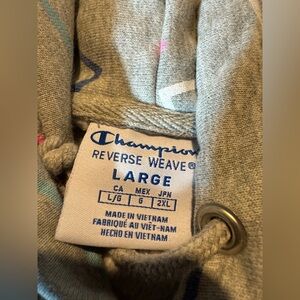 Champion
REVERSE WEAVE®
LARGE
CA MEX JPN
L/G G 2XL
MADE IN VIETNAM
FABRIQUÉ AU VIÊT-NAM
HECHO EN VIETNAM